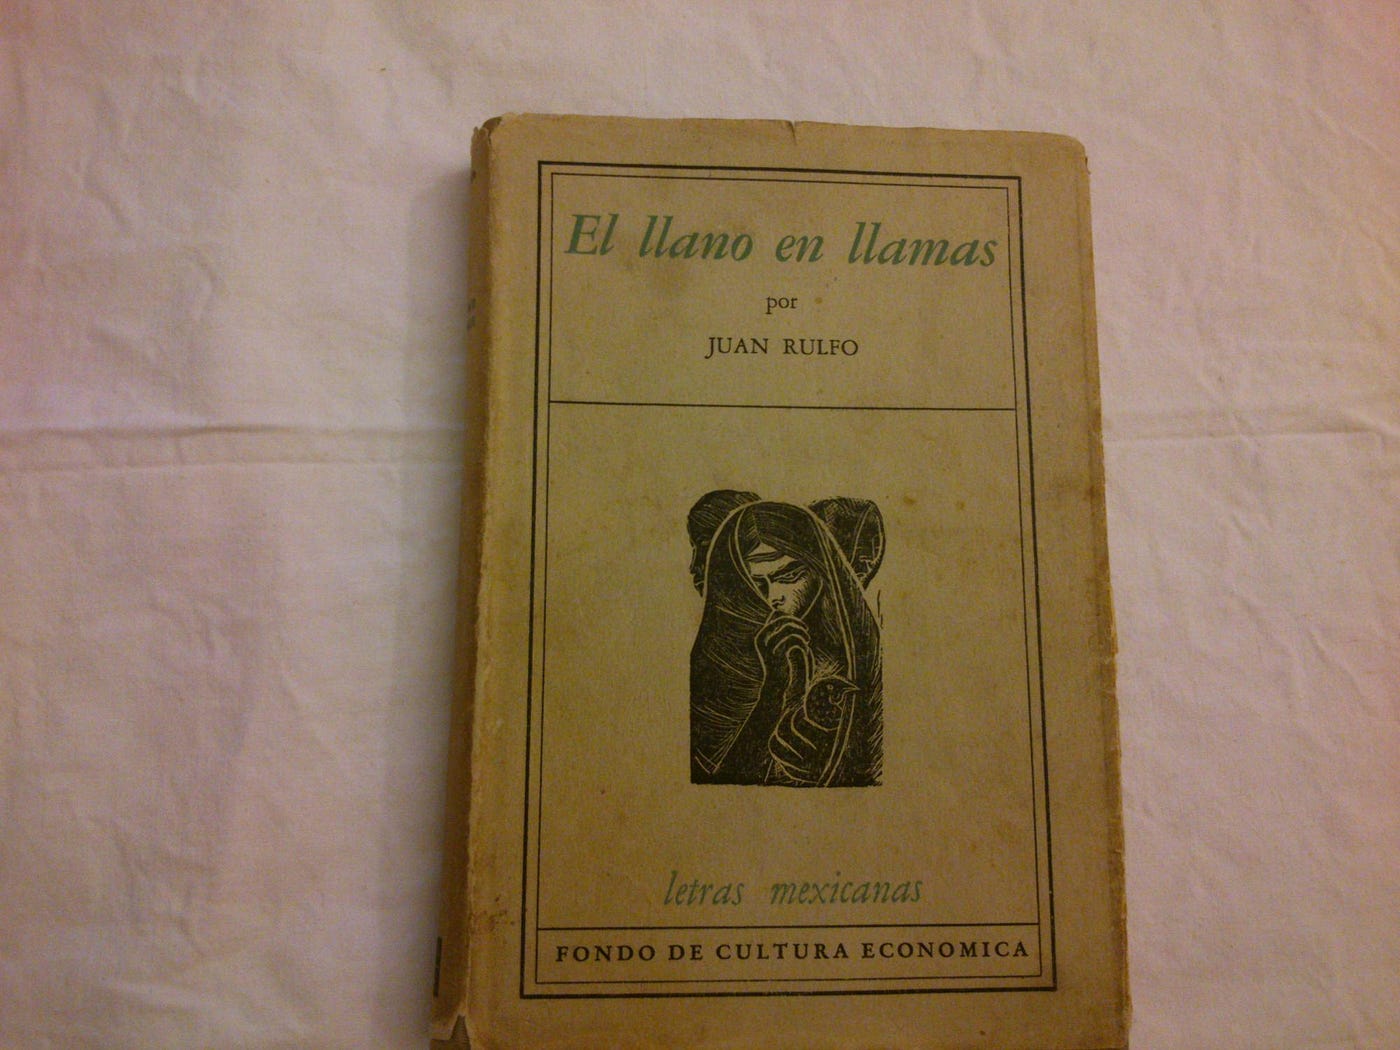 El llano en llamas
por
JUAN RULFO
letras mexicanas
FONDO DE CULTURA ECONOMICA